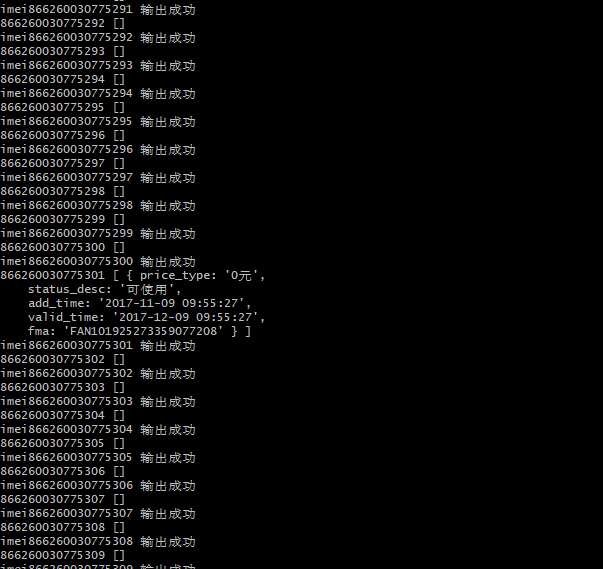 imei866260030775291 输出成功
866260030775292 []
imei866260030775292 输出成功
866260030775293 []
imei866260030775293 输出成功
866260030775294 []
imei866260030775294 输出成功
866260030775295 []
imei866260030775295 输出成功
866260030775296 []
imei866260030775296 输出成功
866260030775297 []
imei866260030775297 输出成功
866260030775298 []
imei866260030775298 输出成功
866260030775299 []
imei866260030775299 输出成功
866260030775300 []
imei866260030775300 输出成功
866260030775301 [ { price_type: '0元',
    status_desc: '可使用',
    add_time: '2017-11-09 09:55:27',
    valid_time: '2017-12-09 09:55:27',
    fma: 'FAN101925273359077208' } ]
imei866260030775301 输出成功
866260030775302 []
imei866260030775302 输出成功
866260030775303 []
imei866260030775303 输出成功
866260030775304 []
imei866260030775304 输出成功
866260030775305 []
imei866260030775305 输出成功
866260030775306 []
imei866260030775306 输出成功
866260030775307 []
imei866260030775307 输出成功
866260030775308 []
imei866260030775308 输出成功
866260030775309 []
imei866260030775309 输出成功